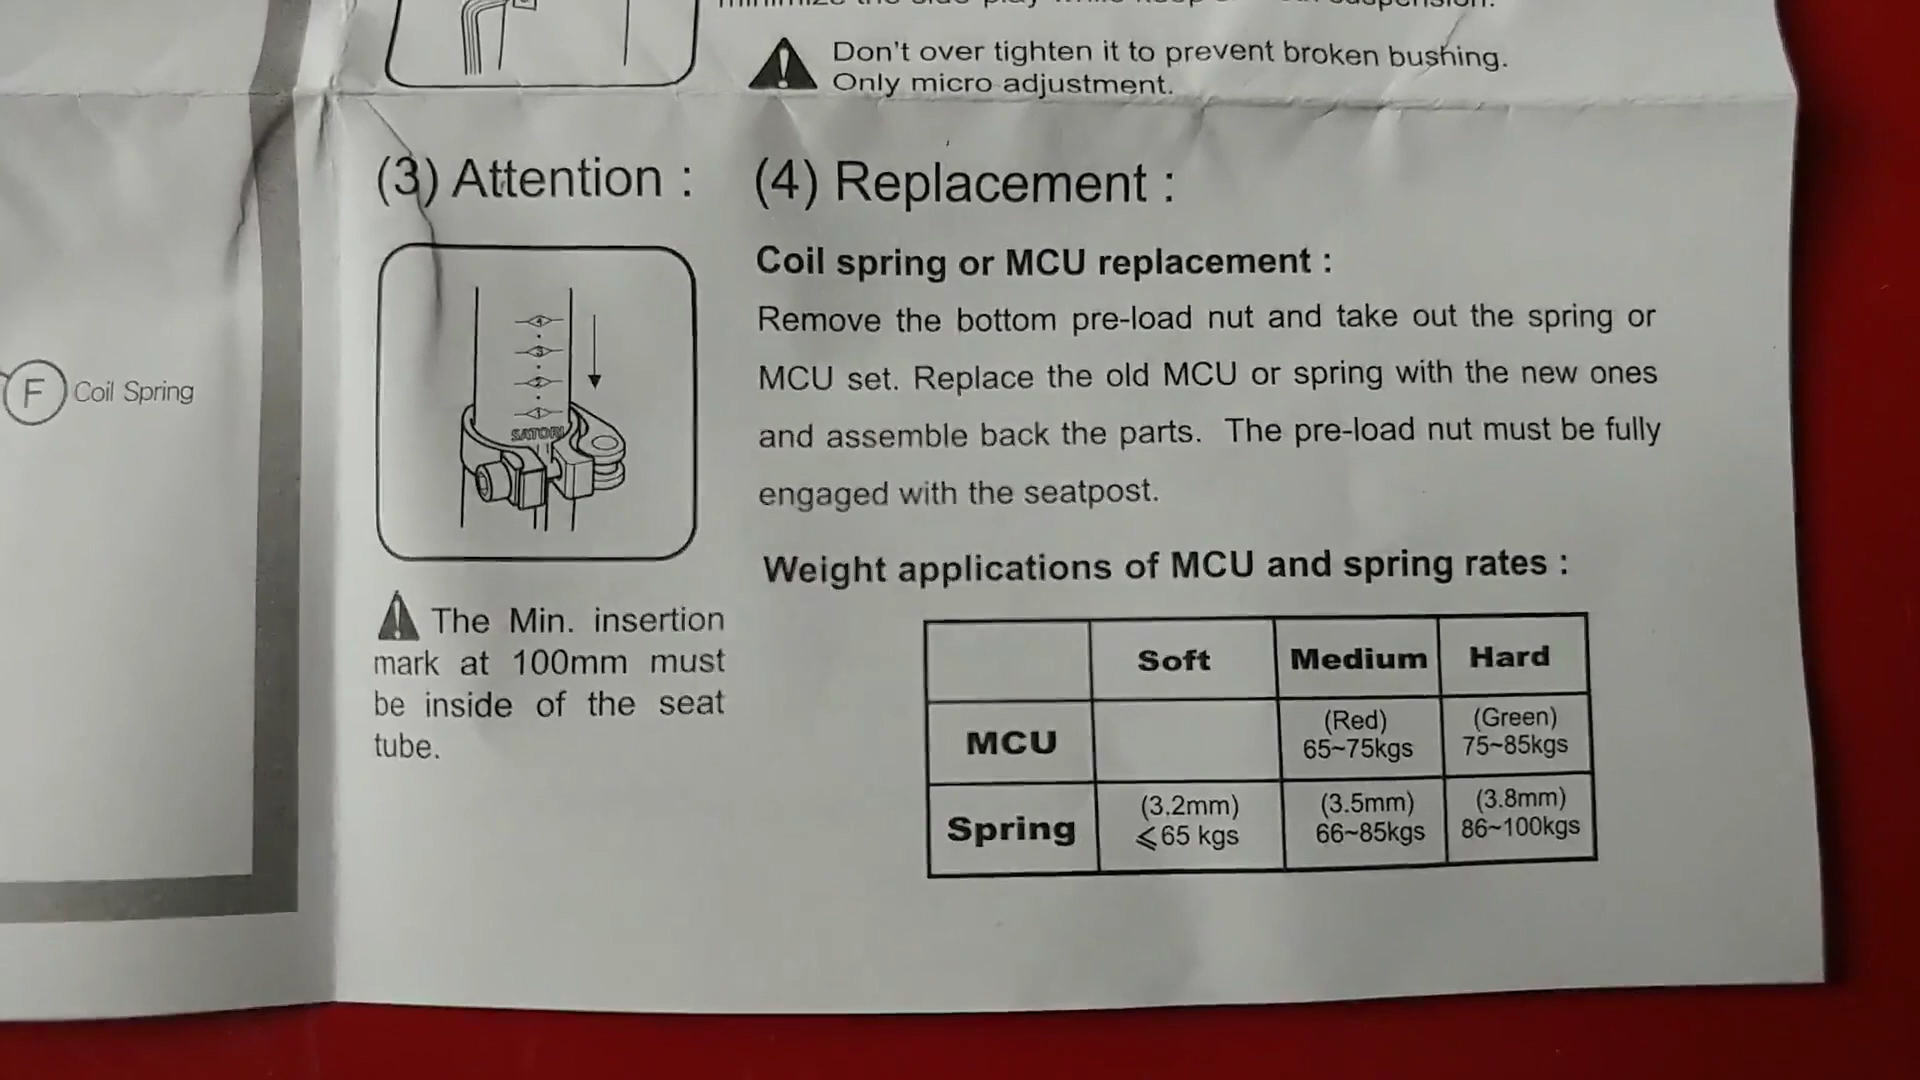 Don't over tighten it to prevent broken bushing.
Only micro adjustment.
(3) Attention :
4
3
2
1
SATORI
The Min. insertion
mark at 100mm must
be inside of the seat
tube.
F Coil Spring
(4) Replacement :
Coil spring or MCU replacement :
Remove the bottom pre-load nut and take out the spring or
MCU set. Replace the old MCU or spring with the new ones
and assemble back the parts. The pre-load nut must be fully
engaged with the seatpost.
Weight applications of MCU and spring rates :
Soft Medium Hard
MCU (Red) 65~75kgs (Green) 75~85kgs
Spring (3.2mm) ⩽65 kgs (3.5mm) 66~85kgs (3.8mm) 86~100kgs